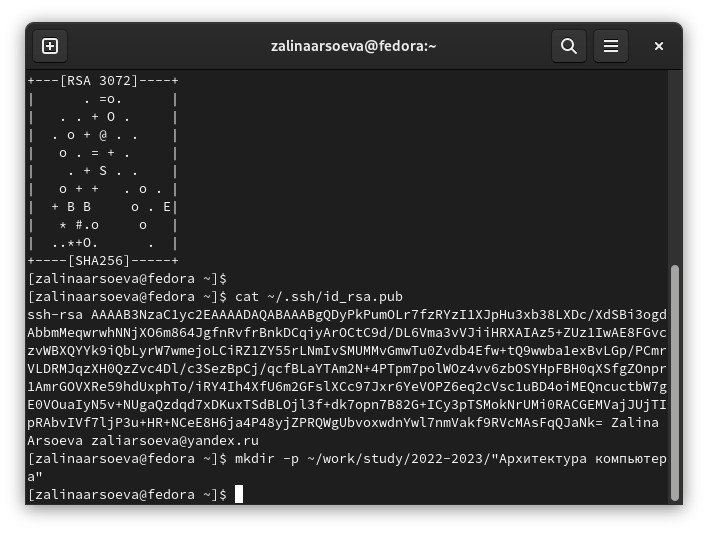 zalinaarsoeva@fedora:~
+---[RSA 3072]----+
|      . =o.      |
|   . . + O .     |
|  . o + @ . .    |
|   o . = + .     |
|    . + S . .    |
|   o + +   . o . |
|  + B B     o . E|
|   * #.o     o   |
|  ..*+O.      .  |
+----[SHA256]-----+
[zalinaarsoeva@fedora ~]$
[zalinaarsoeva@fedora ~]$ cat ~/.ssh/id_rsa.pub
ssh-rsa AAAAB3NzaC1yc2EAAAADAQABAAABgQDyPkPumOLr7fzRYzI1XJpHu3xb38LXDc/XdSBi3ogd
AbbmMeqwrwhNNjXO6m864JgfnRvfrBnkDCqiyArOCtC9d/DL6Vma3vVJiiHRXAIAz5+ZUz1IwAE8FGvc
zvWBXQYYk9iQbLyrW7wmejoLCiRZ1ZY55rLNmIvSMUMMvGmwTu0Zvdb4Efw+tQ9wwba1exBvLGp/PCmr
VLDRMJqzXH0QzZvc4Dl/c3SezBpCj/qcfBLaYTAm2N+4PTpm7polWOz4vv6zbOSYHpFBH0qXSfgZOnpr
1AmrGOVXRe59hdUxphTo/iRY4Ih4XfU6m2GFslXCc97Jxr6YeVOPZ6eq2cVsc1uBD4oiMEQncuctbW7g
E0VOuaIyN5v+NUgaQzdqd7xDKuxTSdBLOjl3f+dk7opn7B82G+ICy3pTSMokNrUMi0RACGEMVajJUjTI
pRAbvIVf7ljP3u+HR+NCeE8H6ja4P48yjZPRQWgUbvoxwdnYwl7nmVakf9RVcMAsFqQJaNk= Zalina
Arsoeva zaliarsoeva@yandex.ru
[zalinaarsoeva@fedora ~]$ mkdir -p ~/work/study/2022-2023/"Архитектура компьютер
а"
[zalinaarsoeva@fedora ~]$